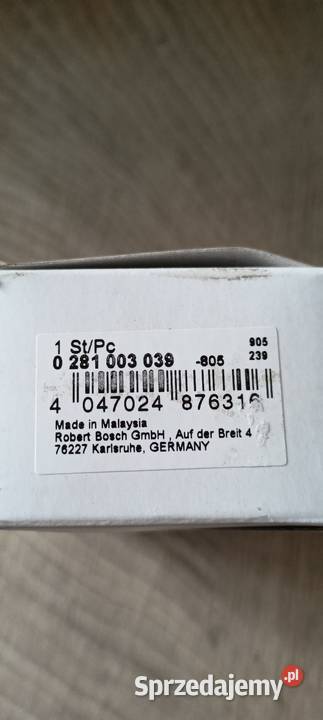 1 St/Pc 905
0 281 003 039 -805 239
4 047024 876316
Made in Malaysia
Robert Bosch GmbH , Auf der Breit 4
76227 Karlsruhe, GERMANY
Sprzedajemy.pl